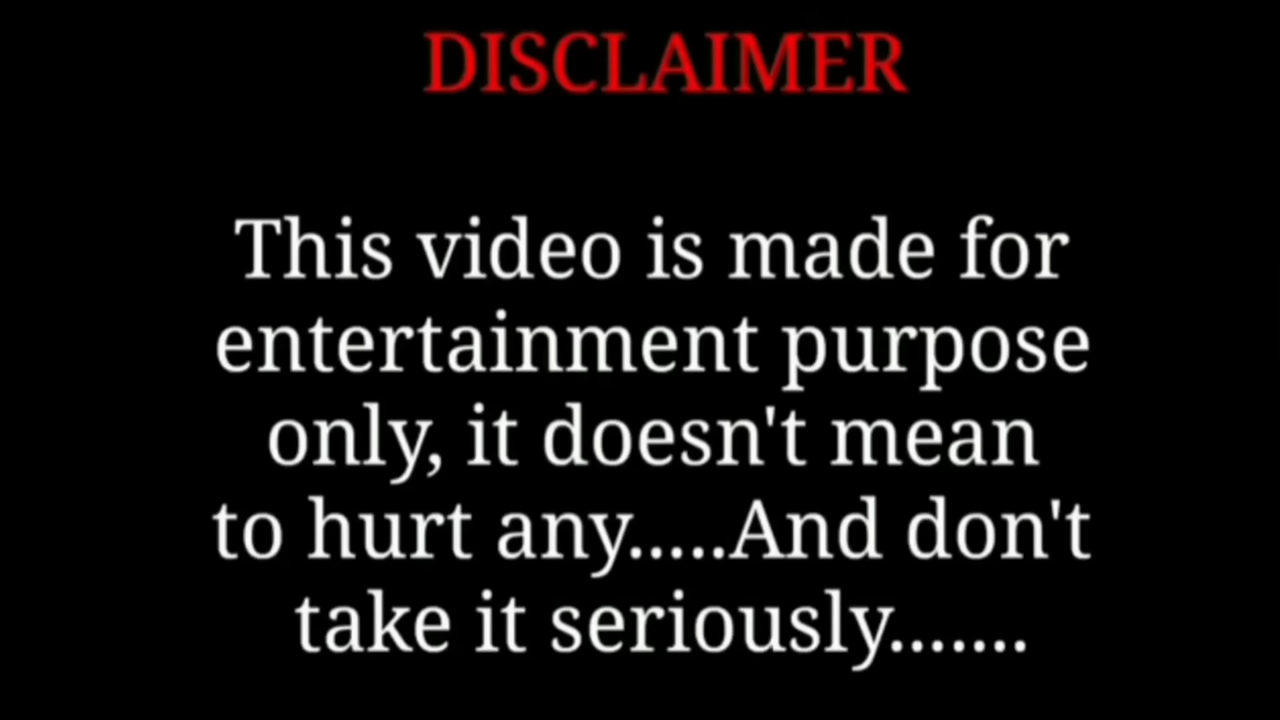 DISCLAIMER
This video is made for
entertainment purpose
only, it doesn't mean
to hurt any.....And don't
take it seriously.......